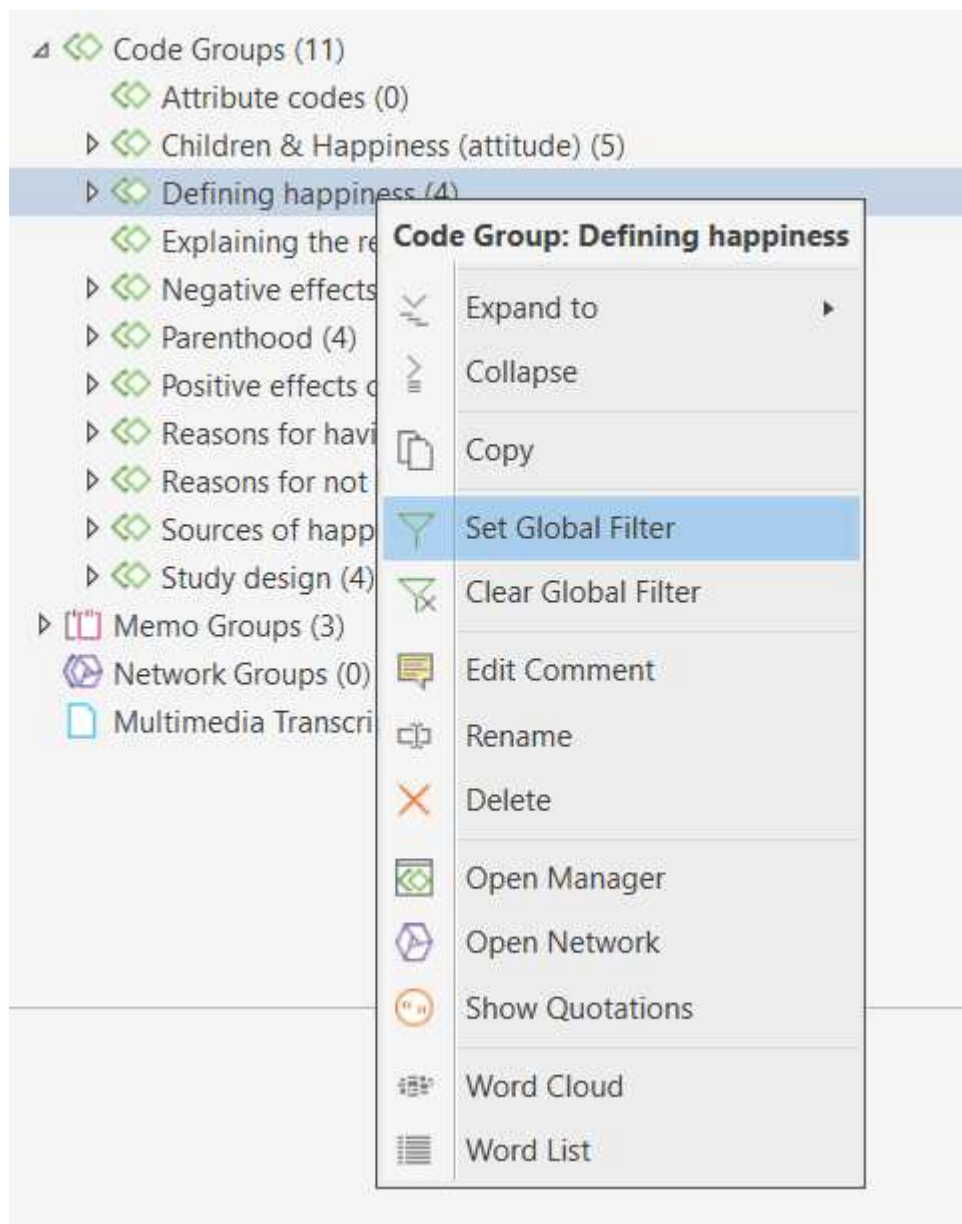 Code Groups (11)
Attribute codes (0)
Children & Happiness (attitude) (5)
Defining happiness (4)
Explaining the re
Negative effects
Parenthood (4)
Positive effects
Reasons for havi
Reasons for not
Sources of happ
Study design (4)
Memo Groups (3)
Network Groups (0)
Multimedia Transcri
Code Group: Defining happiness
Expand to
Collapse
Copy
Set Global Filter
Clear Global Filter
Edit Comment
Rename
Delete
Open Manager
Open Network
Show Quotations
Word Cloud
Word List